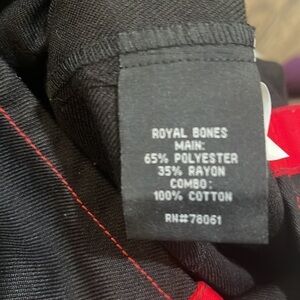 ROYAL BONES
MAIN:
65% POLYESTER
35% RAYON
COMBO:
100% COTTON
RN#78061